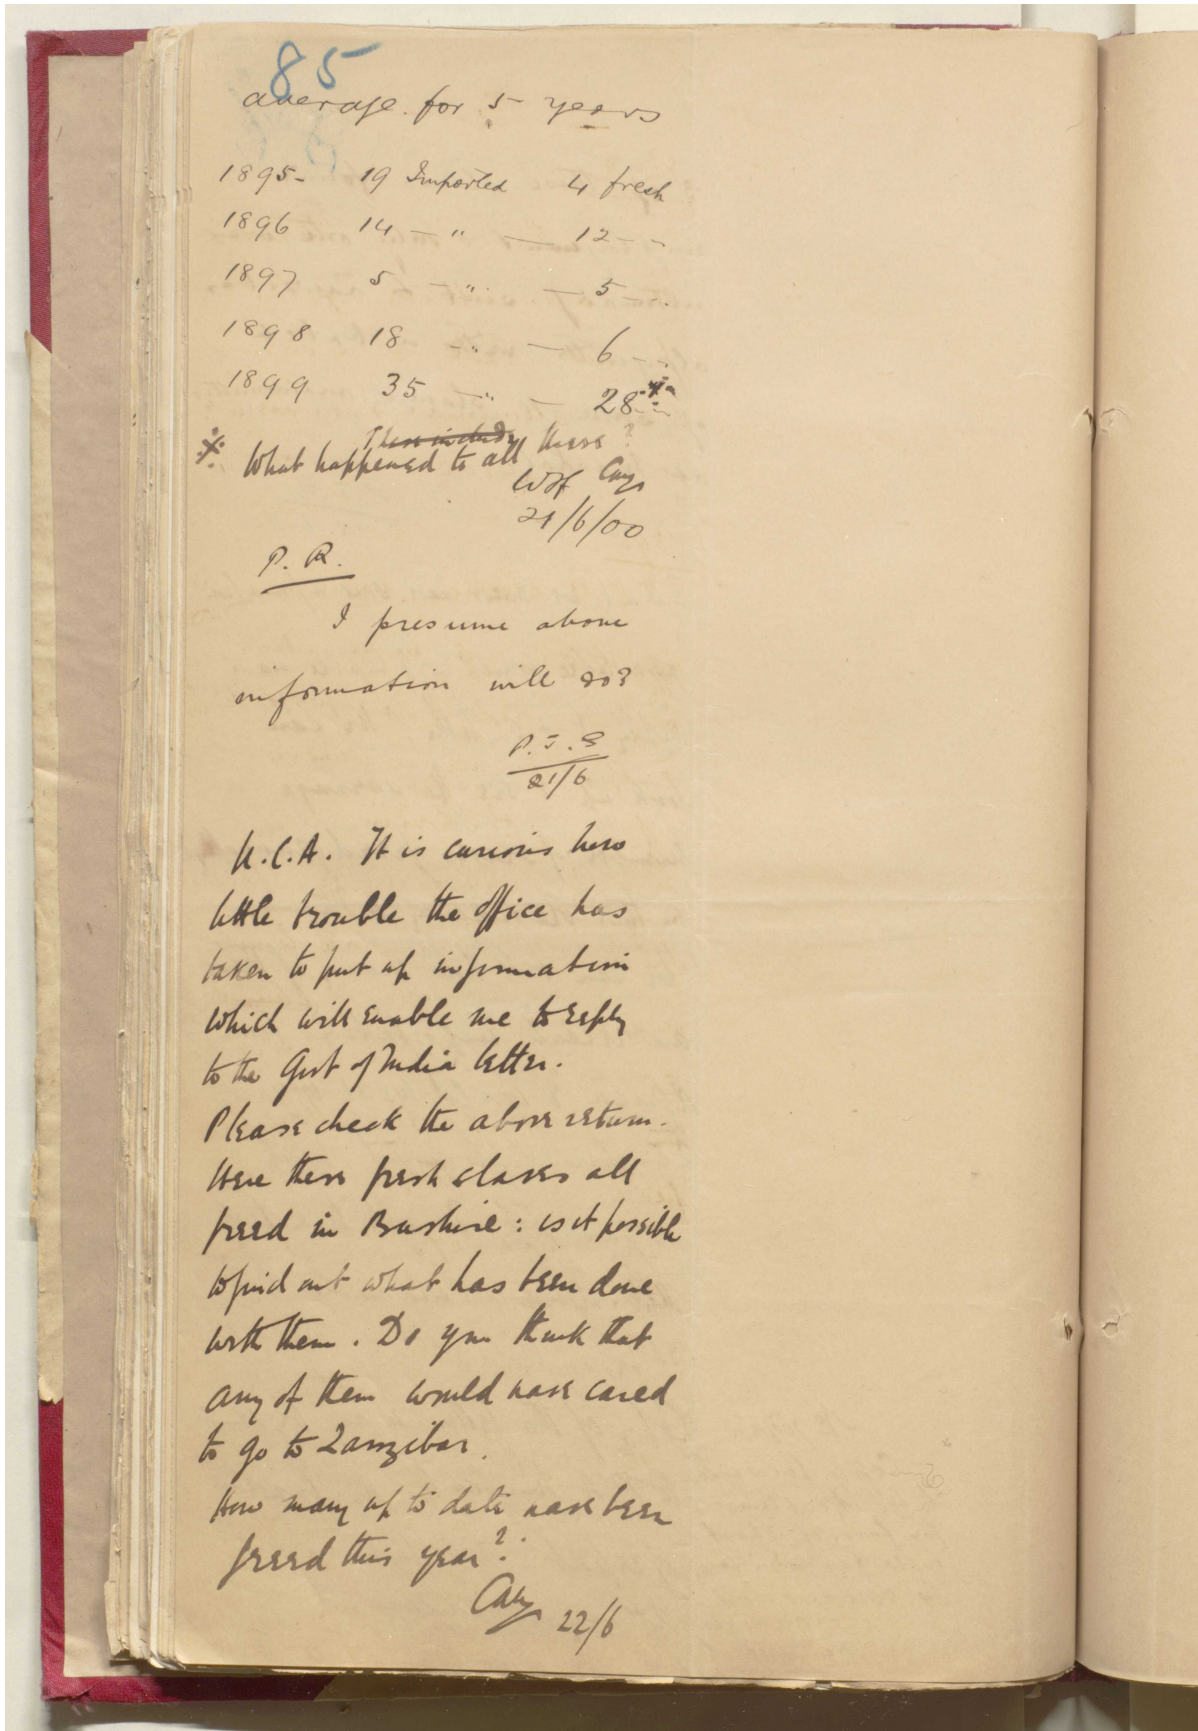 85
average for 5 years
1895- 19 Imported 4 fresh
1896 14 — " — 12 - -
1897 5 — " — 5 - -
1898 18 - " — 6 - -
1899 35 — " — 28 - -
These include
What happened to all these?
21/6/00
P. R.
I presume above
information will do?
P.J.G
21/6
U.C.A. It is curious how
little trouble the office has
taken to put up information
which will enable me to reply
to the Govt of India letter.
Please check the above return.
Were these fresh slaves all
freed in Bushire: is it possible
to find out what has been done
with them. Do you think that
any of them would have cared
to go to Zanzibar.
How many up to date have been
freed this year?
22/6